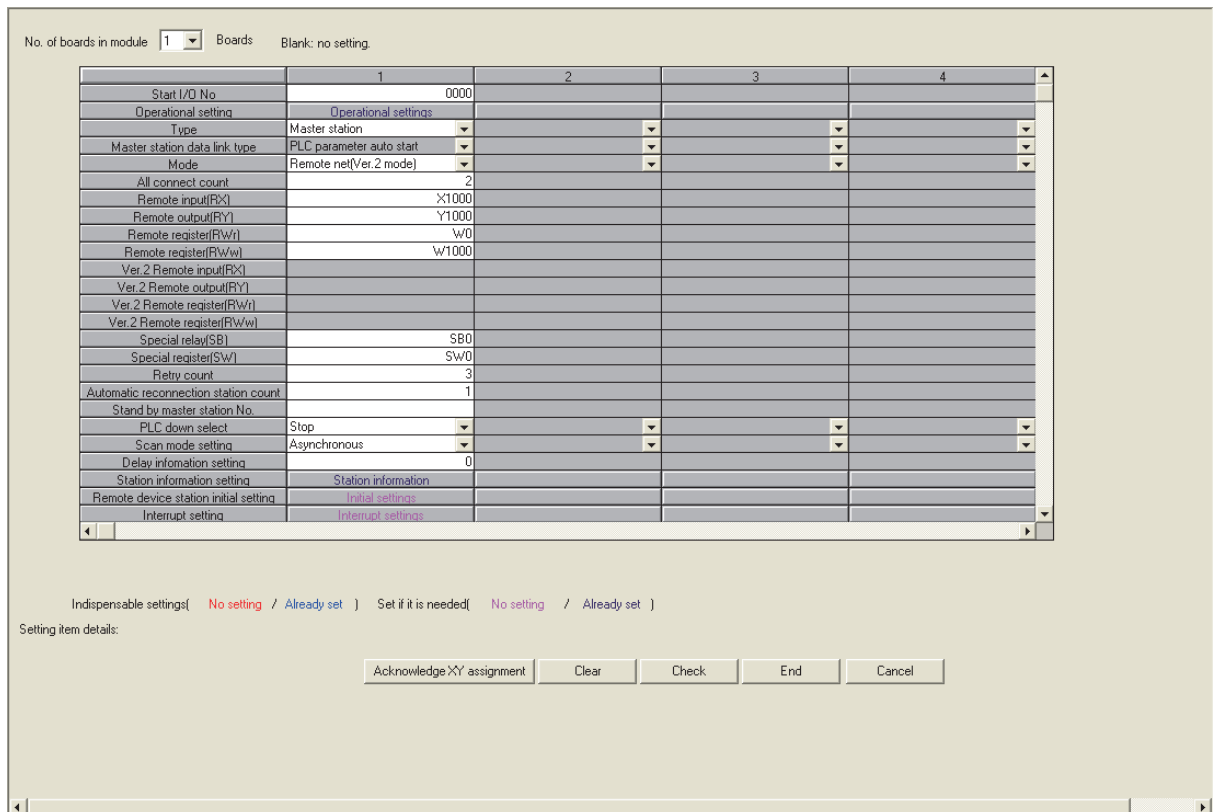 No. of boards in module 1 Boards Blank: no setting.
1 2 3 4
Start I/O No 0000
Operational setting Operational settings
Type Master station
Master station data link type PLC parameter auto start
Mode Remote net(Ver.2 mode)
All connect count 2
Remote input(RX) X1000
Remote output(RY) Y1000
Remote register(RWr) W0
Remote register(RWw) W1000
Ver.2 Remote input(RX)
Ver.2 Remote output(RY)
Ver.2 Remote register(RWr)
Ver.2 Remote register(RWw)
Special relay(SB) SB0
Special register(SW) SW0
Retry count 3
Automatic reconnection station count 1
Stand by master station No.
PLC down select Stop
Scan mode setting Asynchronous
Delay infomation setting 0
Station information setting Station information
Remote device station initial setting Initial settings
Interrupt setting Interrupt settings
Indispensable settings( No setting / Already set ) Set if it is needed( No setting / Already set )
Setting item details:
Acknowledge XY assignment Clear Check End Cancel